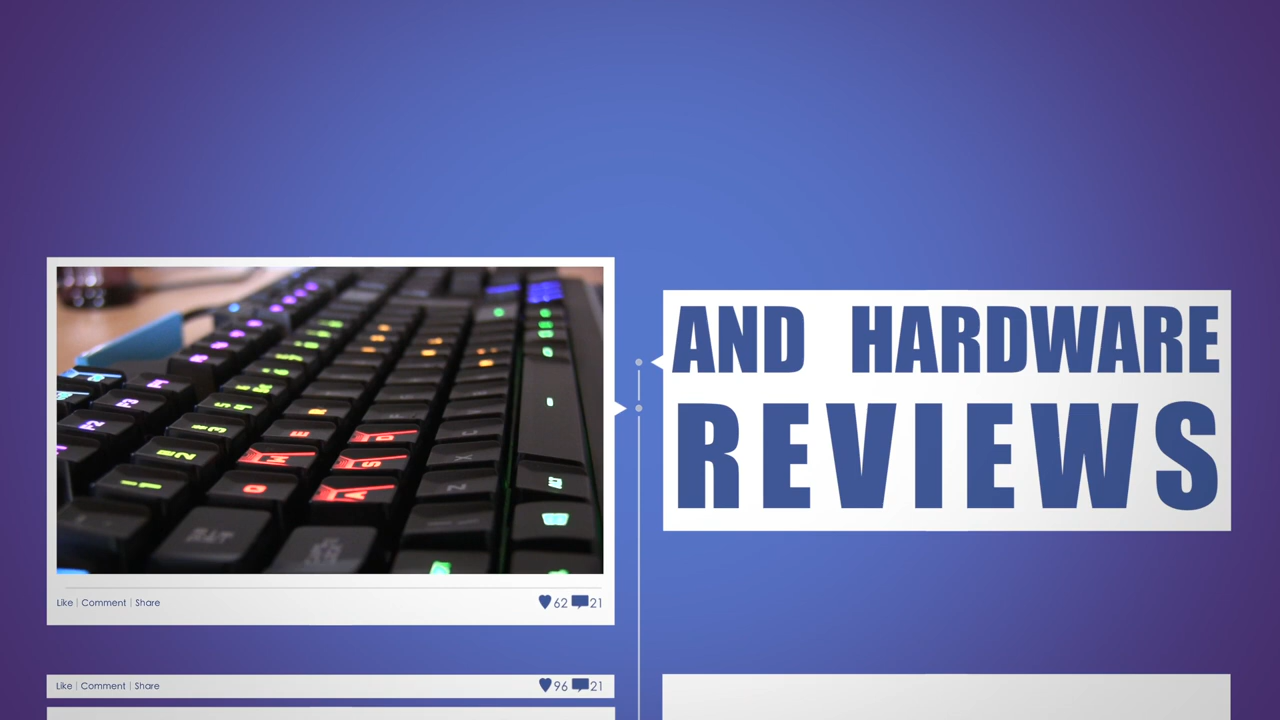 AND HARDWARE
REVIEWS
Like | Comment | Share 62 21
Like | Comment | Share 96 21